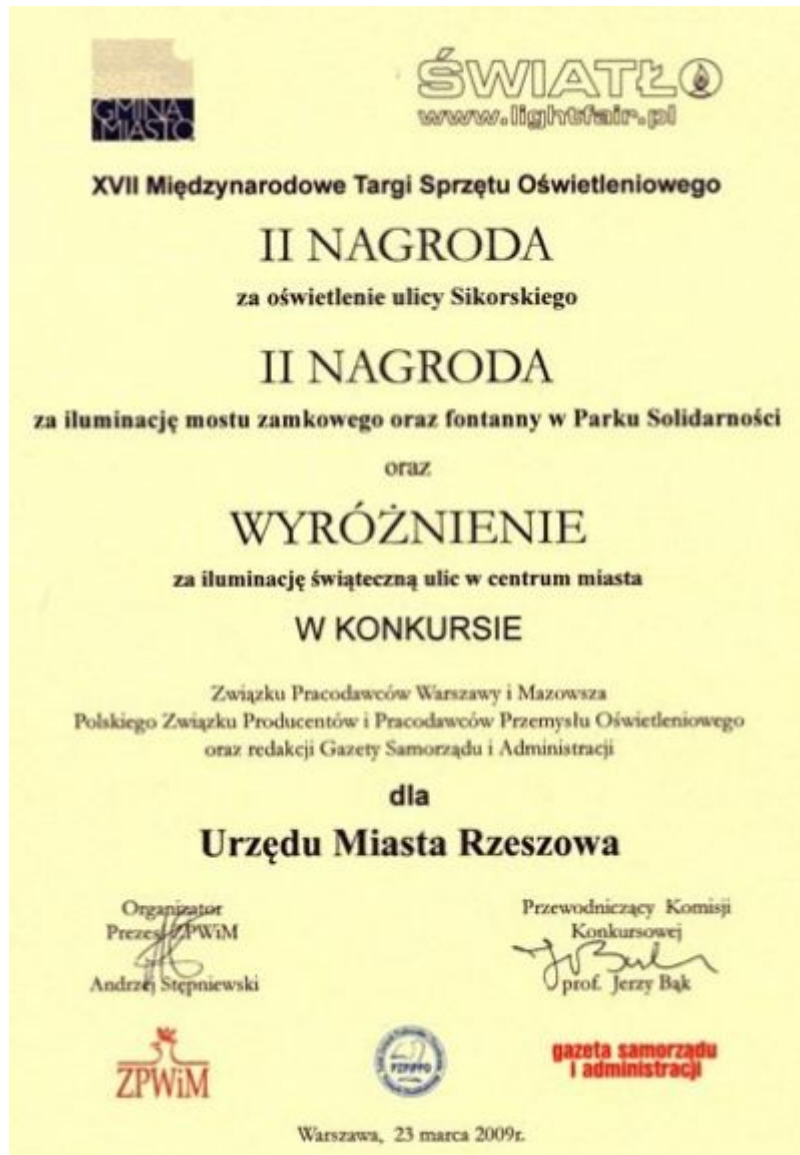 GMINA
MIASTO
ŚWIATŁO
www.lightfair.pl
XVII Międzynarodowe Targi Sprzętu Oświetleniowego
II NAGRODA
za oświetlenie ulicy Sikorskiego
II NAGRODA
za iluminację mostu zamkowego oraz fontanny w Parku Solidarności
oraz
WYRÓŻNIENIE
za iluminację świąteczną ulic w centrum miasta
W KONKURSIE
Związku Pracodawców Warszawy i Mazowsza
Polskiego Związku Producentów i Pracodawców Przemysłu Oświetleniowego
oraz redakcji Gazety Samorządu i Administracji
dla
Urzędu Miasta Rzeszowa
Organizator
Prezes ZPWiM
Andrzej Stępniewski
Przewodniczący Komisji
Konkursowej
prof. Jerzy Bąk
ZPWiM
PZPiPPO
gazeta samorządu
i administracji
Warszawa, 23 marca 2009r.